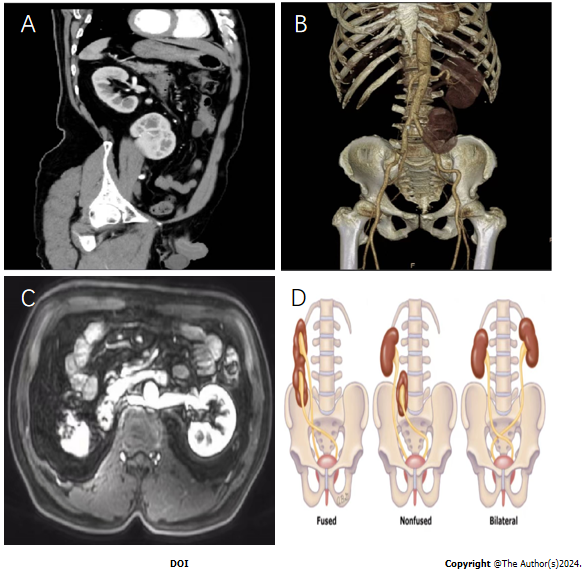 A
B
F
C
D
Fused
Nonfused
Bilateral
DOI
Copyright @The Author(s)2024.